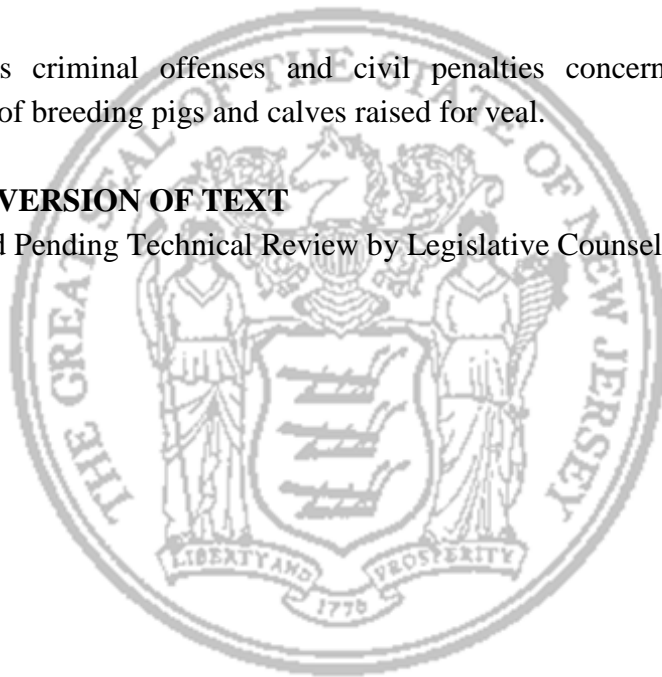 s criminal offenses and civil penalties concern
of breeding pigs and calves raised for veal.
VERSION OF TEXT
d Pending Technical Review by Legislative Counsel
THE GREAT SEAL OF THE STATE OF NEW JERSEY
LIBERTY AND PROSPERITY
1776